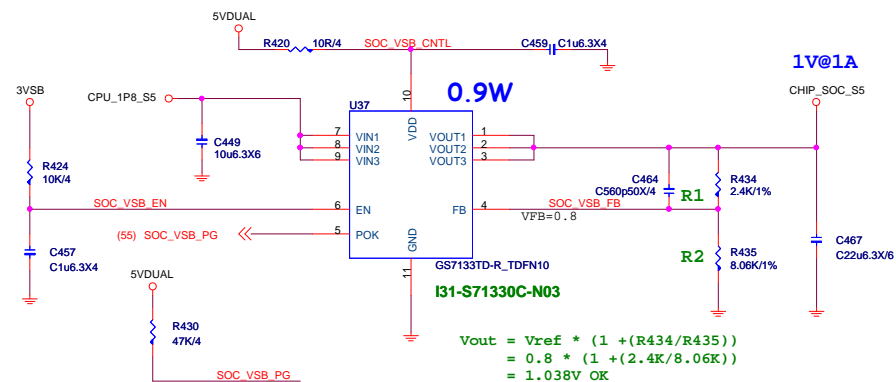 5VDUAL
R420
10R/4
SOC_VSB_CNTL
C459
C1u6.3X4
1V@1A
3VSB
CPU_1P8_S5
0.9W
CHIP_SOC_S5
U37
10
VDD
7
VIN1
VOUT1
1
8
VIN2
VOUT2
2
9
VIN3
VOUT3
3
C449
10u6.3X6
R424
10K/4
C464
C560p50X/4
R1
R434
2.4K/1%
SOC_VSB_EN
6
EN
FB
4
SOC_VSB_FB
VFB=0.8
(55) SOC_VSB_PG
5
POK
GND
11
C457
C1u6.3X4
R2
R435
8.06K/1%
C467
C22u6.3X/6
GS7133TD-R_TDFN10
5VDUAL
I31-S71330C-N03
R430
47K/4
Vout = Vref * (1 +(R434/R435))
= 0.8 * (1 +(2.4K/8.06K))
= 1.038V OK
SOC_VSB_PG